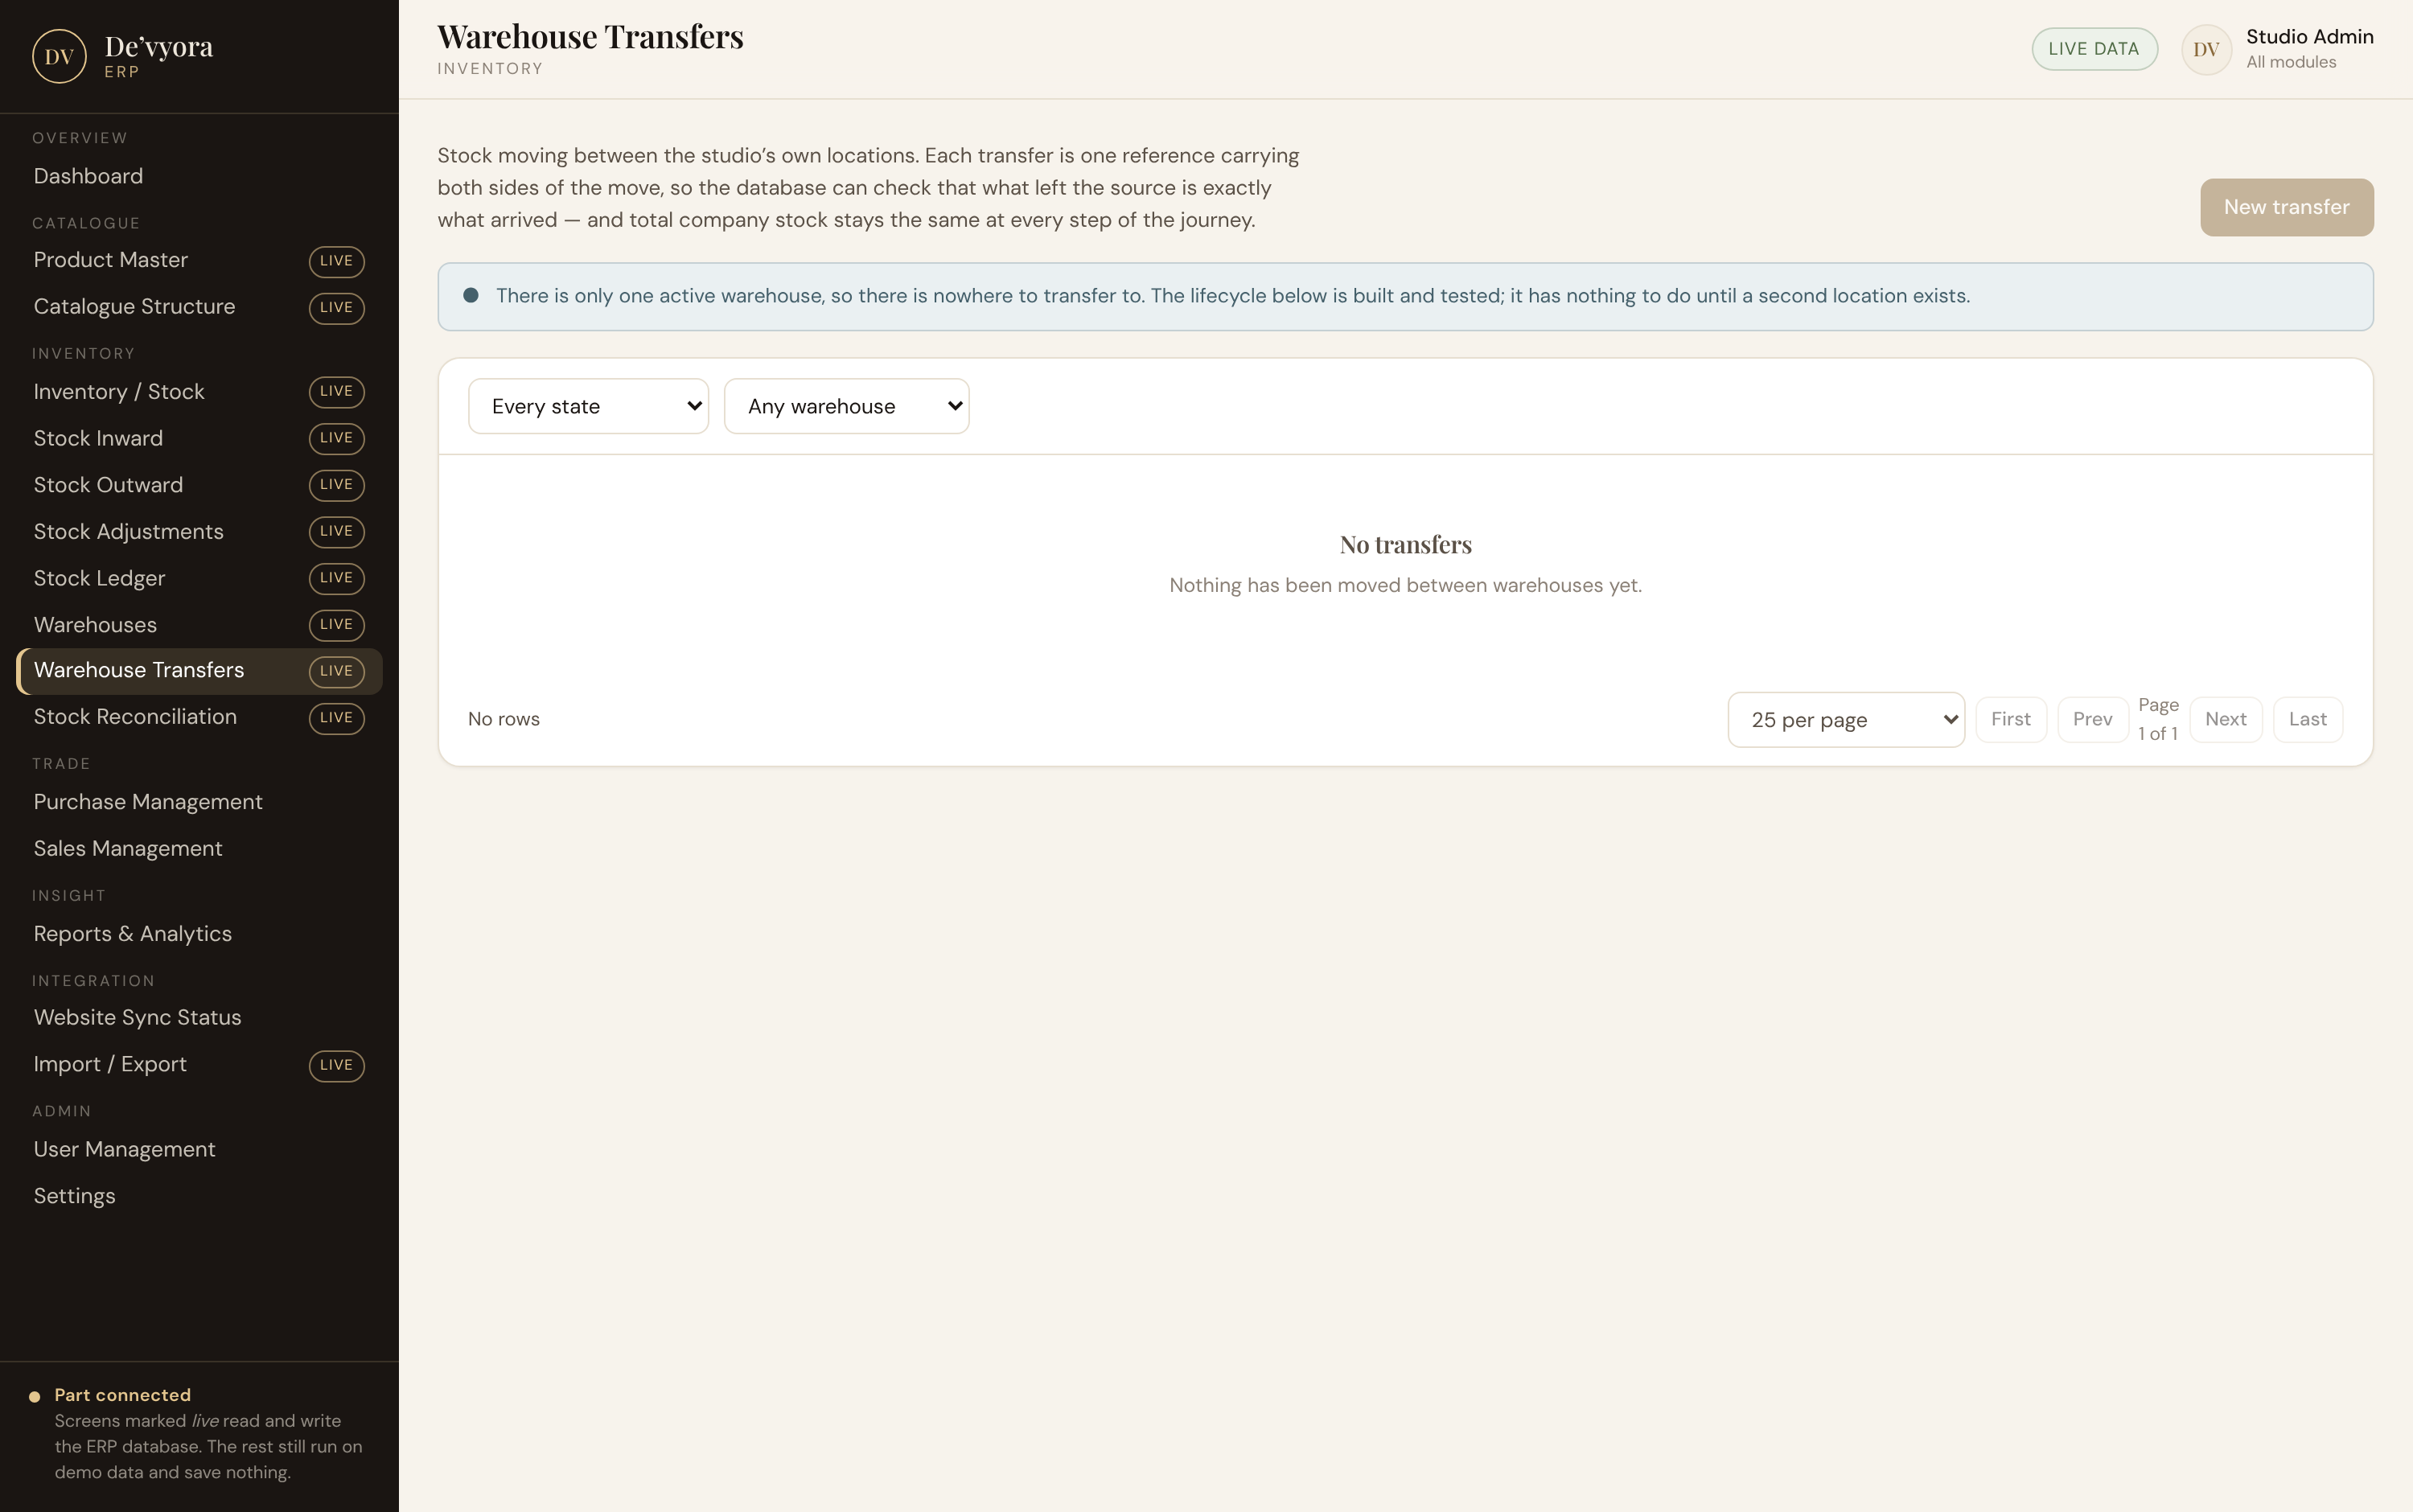 DV
De’vyora
ERP
OVERVIEW
Dashboard
CATALOGUE
Product Master LIVE
Catalogue Structure LIVE
INVENTORY
Inventory / Stock LIVE
Stock Inward LIVE
Stock Outward LIVE
Stock Adjustments LIVE
Stock Ledger LIVE
Warehouses LIVE
Warehouse Transfers LIVE
Stock Reconciliation LIVE
TRADE
Purchase Management
Sales Management
INSIGHT
Reports & Analytics
INTEGRATION
Website Sync Status
Import / Export LIVE
ADMIN
User Management
Settings
Part connected
Screens marked live read and write
the ERP database. The rest still run on
demo data and save nothing.
Warehouse Transfers
INVENTORY
LIVE DATA
DV
Studio Admin
All modules
Stock moving between the studio’s own locations. Each transfer is one reference carrying
both sides of the move, so the database can check that what left the source is exactly
what arrived — and total company stock stays the same at every step of the journey.
New transfer
There is only one active warehouse, so there is nowhere to transfer to. The lifecycle below is built and tested; it has nothing to do until a second location exists.
Every state
Any warehouse
No transfers
Nothing has been moved between warehouses yet.
No rows
25 per page
First
Prev
Page
1 of 1
Next
Last